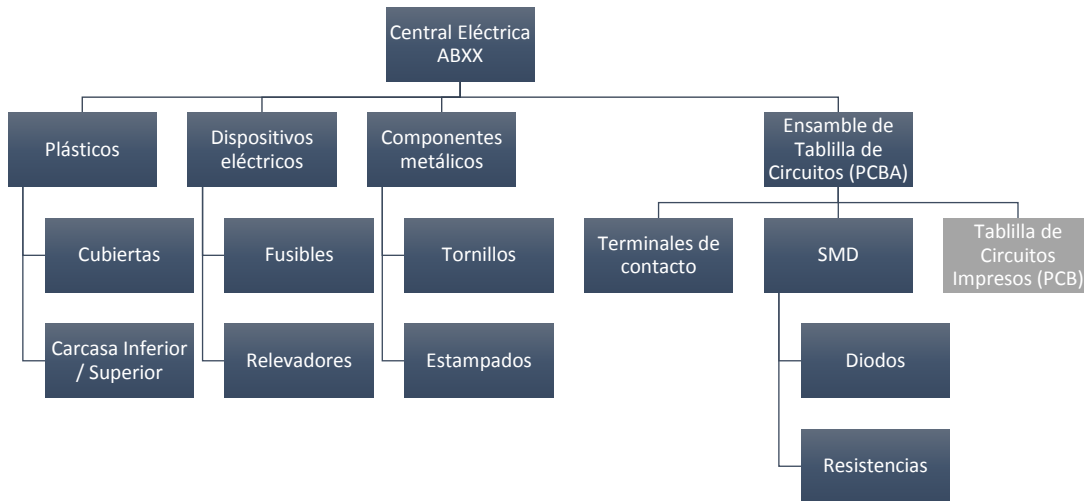 Central Eléctrica
ABXX
Plásticos
Dispositivos
eléctricos
Componentes
metálicos
Ensamble de
Tablilla de
Circuitos (PCBA)
Cubiertas
Fusibles
Tornillos
Terminales de
contacto
SMD
Tablilla de
Circuitos
Impresos (PCB)
Carcasa Inferior
/ Superior
Relevadores
Estampados
Diodos
Resistencias